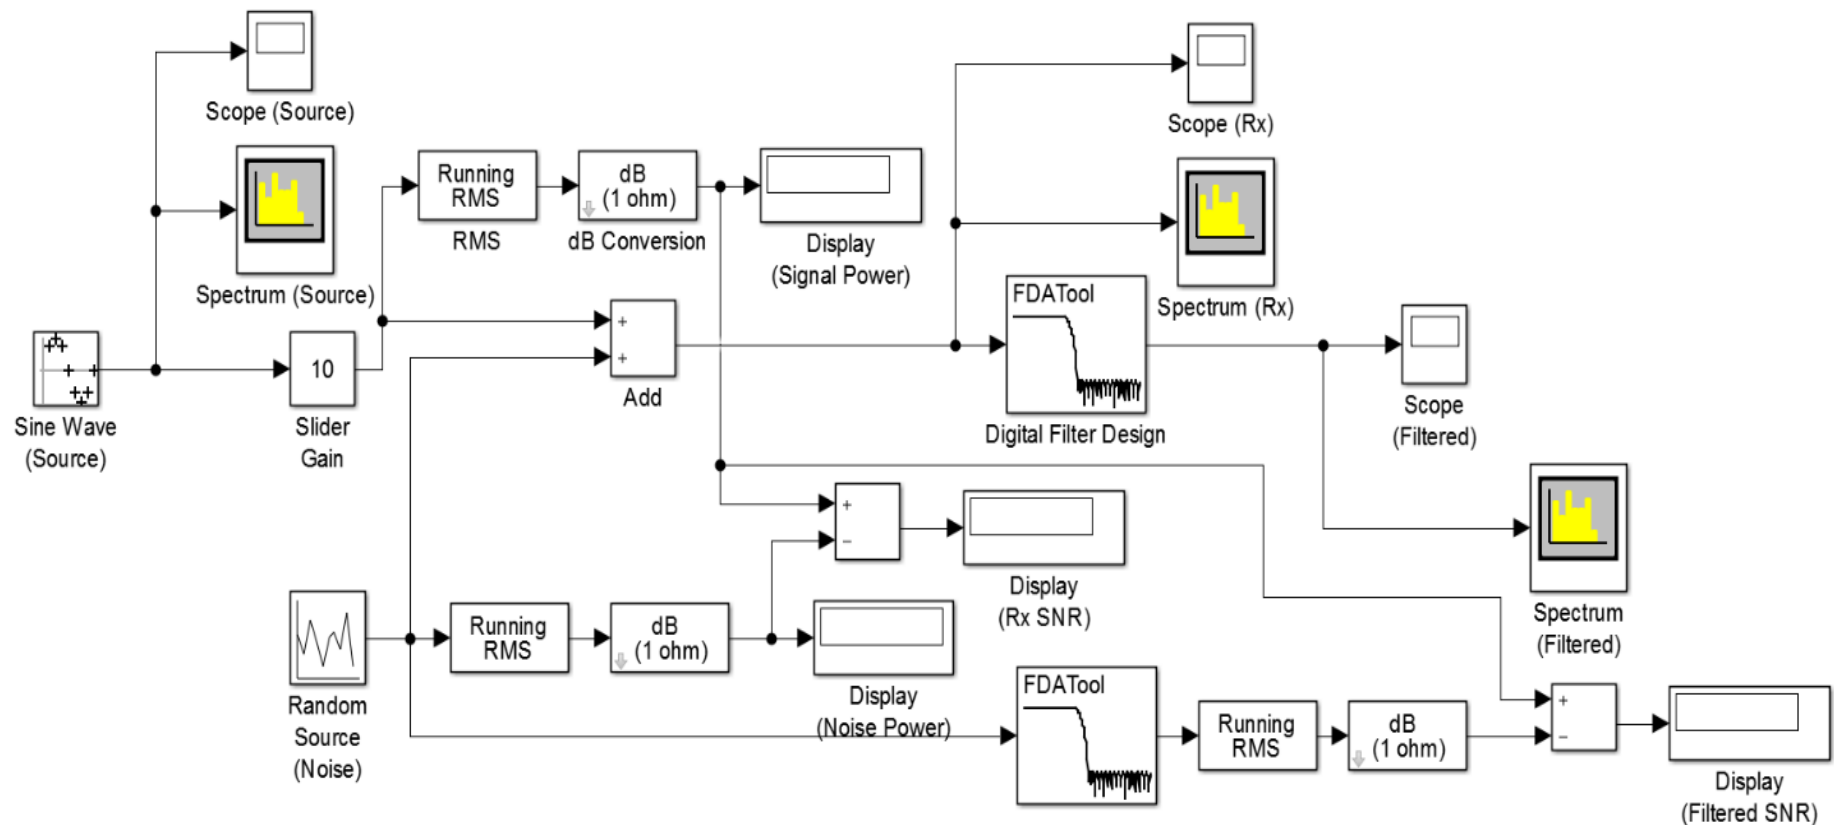 Scope (Source)
Scope (Rx)
Running
RMS
RMS
dB
(1 ohm)
dB Conversion
Display
(Signal Power)
Spectrum (Source)
Spectrum (Rx)
FDATool
Digital Filter Design
Sine Wave
(Source)
10
Slider
Gain
+
+
Add
Scope
(Filtered)
+
−
Display
(Rx SNR)
Spectrum
(Filtered)
Random
Source
(Noise)
Running
RMS
dB
(1 ohm)
Display
(Noise Power)
FDATool
Running
RMS
dB
(1 ohm)
+
−
Display
(Filtered SNR)